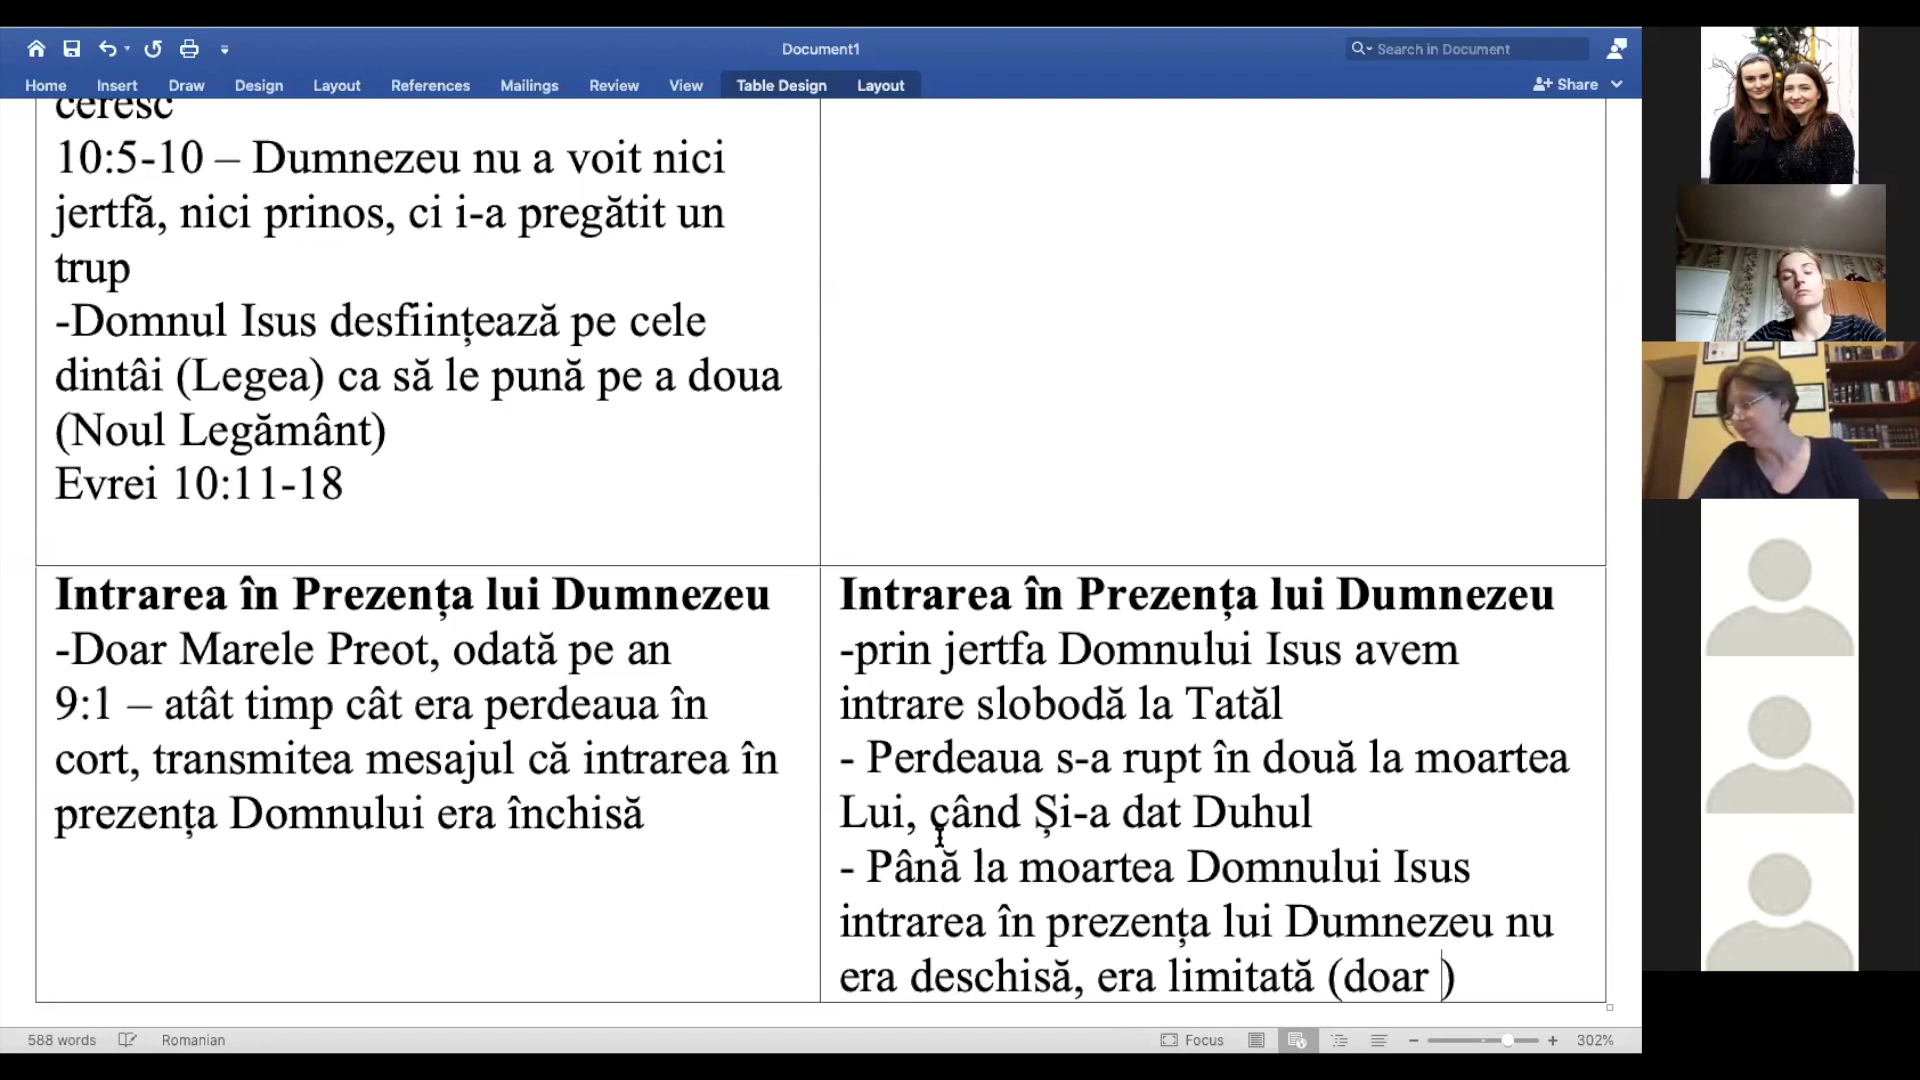 Document1
Search in Document
Home Insert Draw Design Layout References Mailings Review View Table Design Layout
Share
ceresc
10:5-10 – Dumnezeu nu a voit nici
jertfă, nici prinos, ci i-a pregătit un
trup
-Domnul Isus desființează pe cele
dintâi (Legea) ca să le pună pe a doua
(Noul Legământ)
Evrei 10:11-18
Intrarea în Prezența lui Dumnezeu
-Doar Marele Preot, odată pe an
9:1 – atât timp cât era perdeaua în
cort, transmitea mesajul că intrarea în
prezența Domnului era închisă
Intrarea în Prezența lui Dumnezeu
-prin jertfa Domnului Isus avem
intrare slobodă la Tatăl
- Perdeaua s-a rupt în două la moartea
Lui, când Și-a dat Duhul
- Până la moartea Domnului Isus
intrarea în prezența lui Dumnezeu nu
era deschisă, era limitată (doar )
588 words Romanian Focus 302%